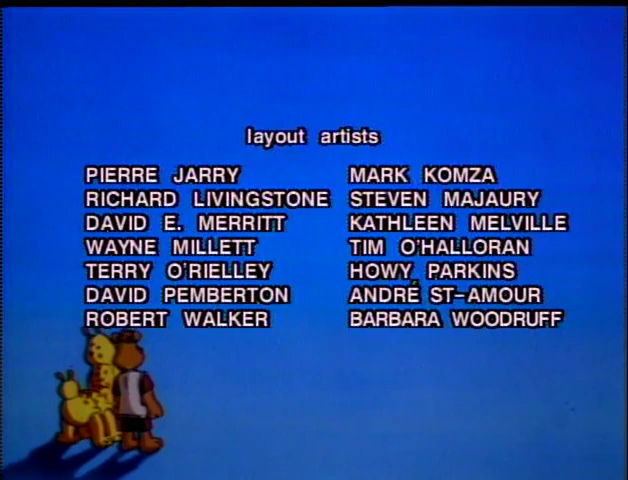 layout artists
PIERRE JARRY
RICHARD LIVINGSTONE
DAVID E. MERRITT
WAYNE MILLETT
TERRY O'RIELLEY
DAVID PEMBERTON
ROBERT WALKER
MARK KOMZA
STEVEN MAJAURY
KATHLEEN MELVILLE
TIM O'HALLORAN
HOWY PARKINS
ANDRÉ ST-AMOUR
BARBARA WOODRUFF